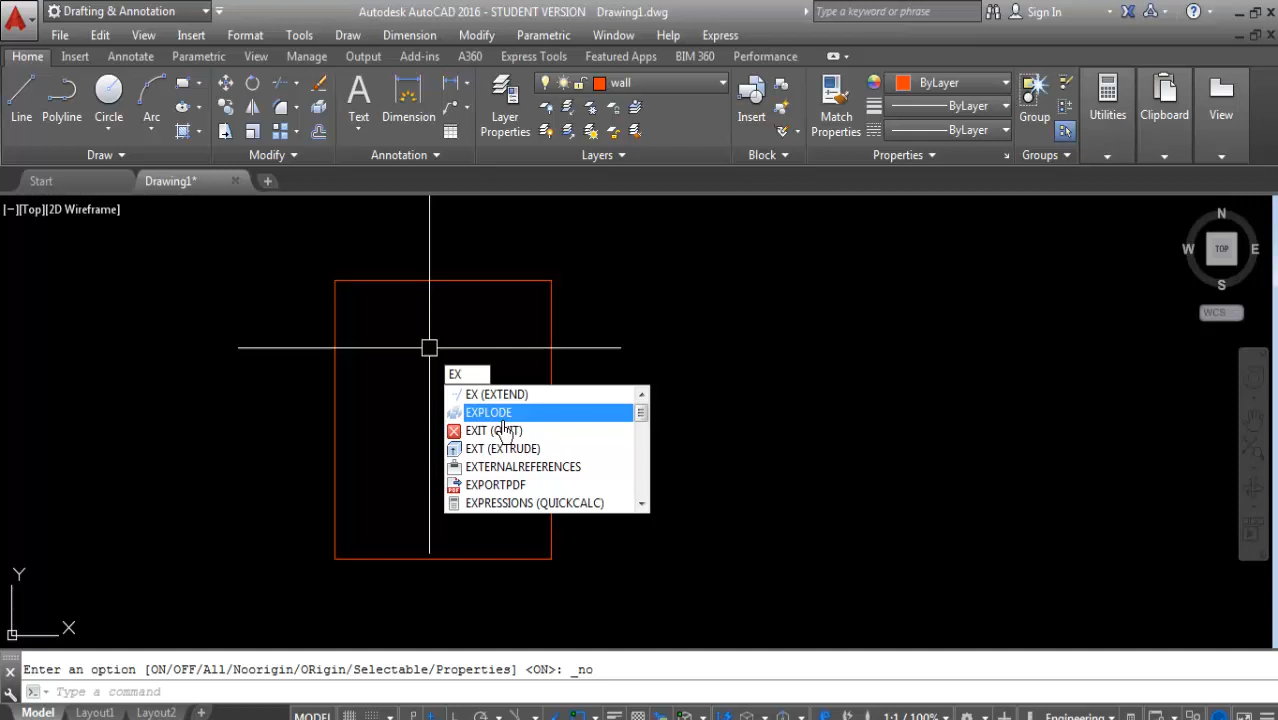 Drafting & Annotation
Autodesk AutoCAD 2016 - STUDENT VERSION Drawing1.dwg
Type a keyword or phrase
Sign In
File Edit View Insert Format Tools Draw Dimension Modify Parametric Window Help Express
Home Insert Annotate Parametric View Manage Output Add-ins A360 Express Tools Featured Apps BIM 360 Performance
Line Polyline Circle Arc
Text Dimension
Layer Properties
wall
Insert
Match Properties
ByLayer
ByLayer
ByLayer
Group
Utilities Clipboard View
Draw Modify Annotation Layers Block Properties Groups
Start Drawing1*
[−][Top][2D Wireframe]
N
W TOP E
S
WCS
EX
EX (EXTEND)
EXPLODE
EXIT (QUIT)
EXT (EXTRUDE)
EXTERNALREFERENCES
EXPORTPDF
EXPRESSIONS (QUICKCALC)
Y
X
Enter an option [ON/OFF/All/Noorigin/ORigin/Selectable/Properties] <ON>: _no
Type a command
Model Layout1 Layout2
MODEL 1:1 / 100% Engineering